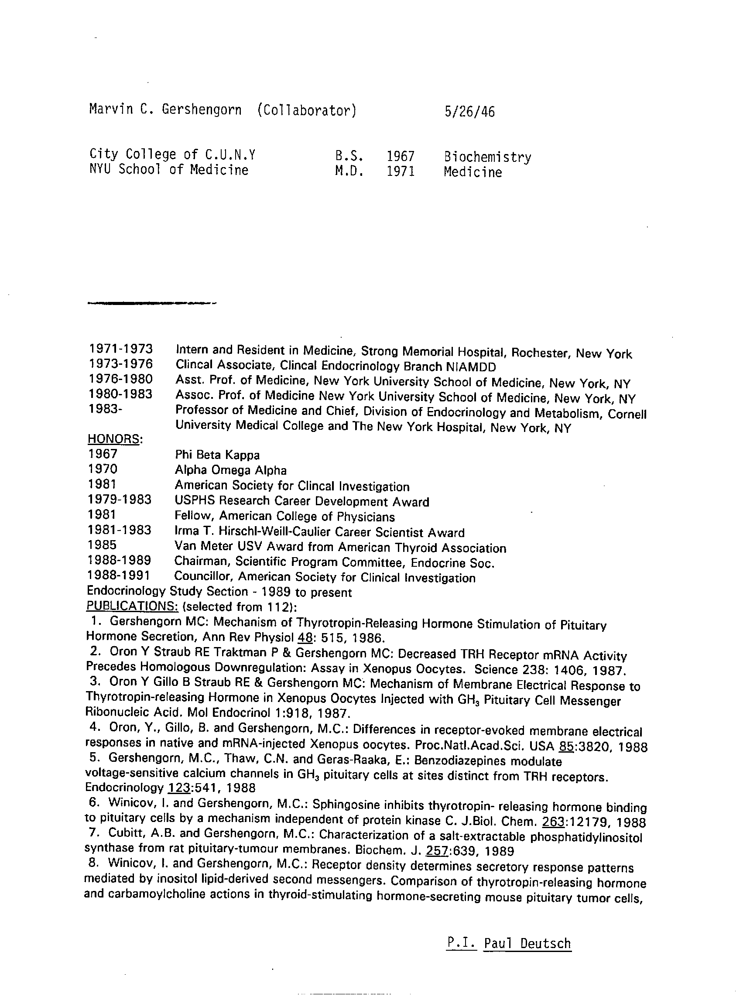 Marvin C. Gershengorn (Collaborator) 5/26/46
City College of C.U.N.Y B.S. 1967 Biochemistry
NYU School of Medicine M.D. 1971 Medicine
1971-1973 Intern and Resident in Medicine, Strong Memorial Hospital, Rochester, New York
1973-1976 Clincal Associate, Clincal Endocrinology Branch NIAMDD
1976-1980 Asst. Prof. of Medicine, New York University School of Medicine, New York, NY
1980-1983 Assoc. Prof. of Medicine New York University School of Medicine, New York, NY
1983- Professor of Medicine and Chief, Division of Endocrinology and Metabolism, Cornell
University Medical College and The New York Hospital, New York, NY
HONORS:
1967 Phi Beta Kappa
1970 Alpha Omega Alpha
1981 American Society for Clincal Investigation
1979-1983 USPHS Research Career Development Award
1981 Fellow, American College of Physicians
1981-1983 Irma T. Hirschl-Weill-Caulier Career Scientist Award
1985 Van Meter USV Award from American Thyroid Association
1988-1989 Chairman, Scientific Program Committee, Endocrine Soc.
1988-1991 Councillor, American Society for Clinical Investigation
Endocrinology Study Section - 1989 to present
PUBLICATIONS: (selected from 112):
1. Gershengorn MC: Mechanism of Thyrotropin-Releasing Hormone Stimulation of Pituitary
Hormone Secretion, Ann Rev Physiol 48: 515, 1986.
2. Oron Y Straub RE Traktman P & Gershengorn MC: Decreased TRH Receptor mRNA Activity
Precedes Homologous Downregulation: Assay in Xenopus Oocytes. Science 238: 1406, 1987.
3. Oron Y Gillo B Straub RE & Gershengorn MC: Mechanism of Membrane Electrical Response to
Thyrotropin-releasing Hormone in Xenopus Oocytes Injected with GH₃ Pituitary Cell Messenger
Ribonucleic Acid. Mol Endocrinol 1:918, 1987.
4. Oron, Y., Gillo, B. and Gershengorn, M.C.: Differences in receptor-evoked membrane electrical
responses in native and mRNA-injected Xenopus oocytes. Proc.Natl.Acad.Sci. USA 85:3820, 1988
5. Gershengorn, M.C., Thaw, C.N. and Geras-Raaka, E.: Benzodiazepines modulate
voltage-sensitive calcium channels in GH₃ pituitary cells at sites distinct from TRH receptors.
Endocrinology 123:541, 1988
6. Winicov, I. and Gershengorn, M.C.: Sphingosine inhibits thyrotropin- releasing hormone binding
to pituitary cells by a mechanism independent of protein kinase C. J.Biol. Chem. 263:12179, 1988
7. Cubitt, A.B. and Gershengorn, M.C.: Characterization of a salt-extractable phosphatidylinositol
synthase from rat pituitary-tumour membranes. Biochem. J. 257:639, 1989
8. Winicov, I. and Gershengorn, M.C.: Receptor density determines secretory response patterns
mediated by inositol lipid-derived second messengers. Comparison of thyrotropin-releasing hormone
and carbamoylcholine actions in thyroid-stimulating hormone-secreting mouse pituitary tumor cells,
P.I. Paul Deutsch